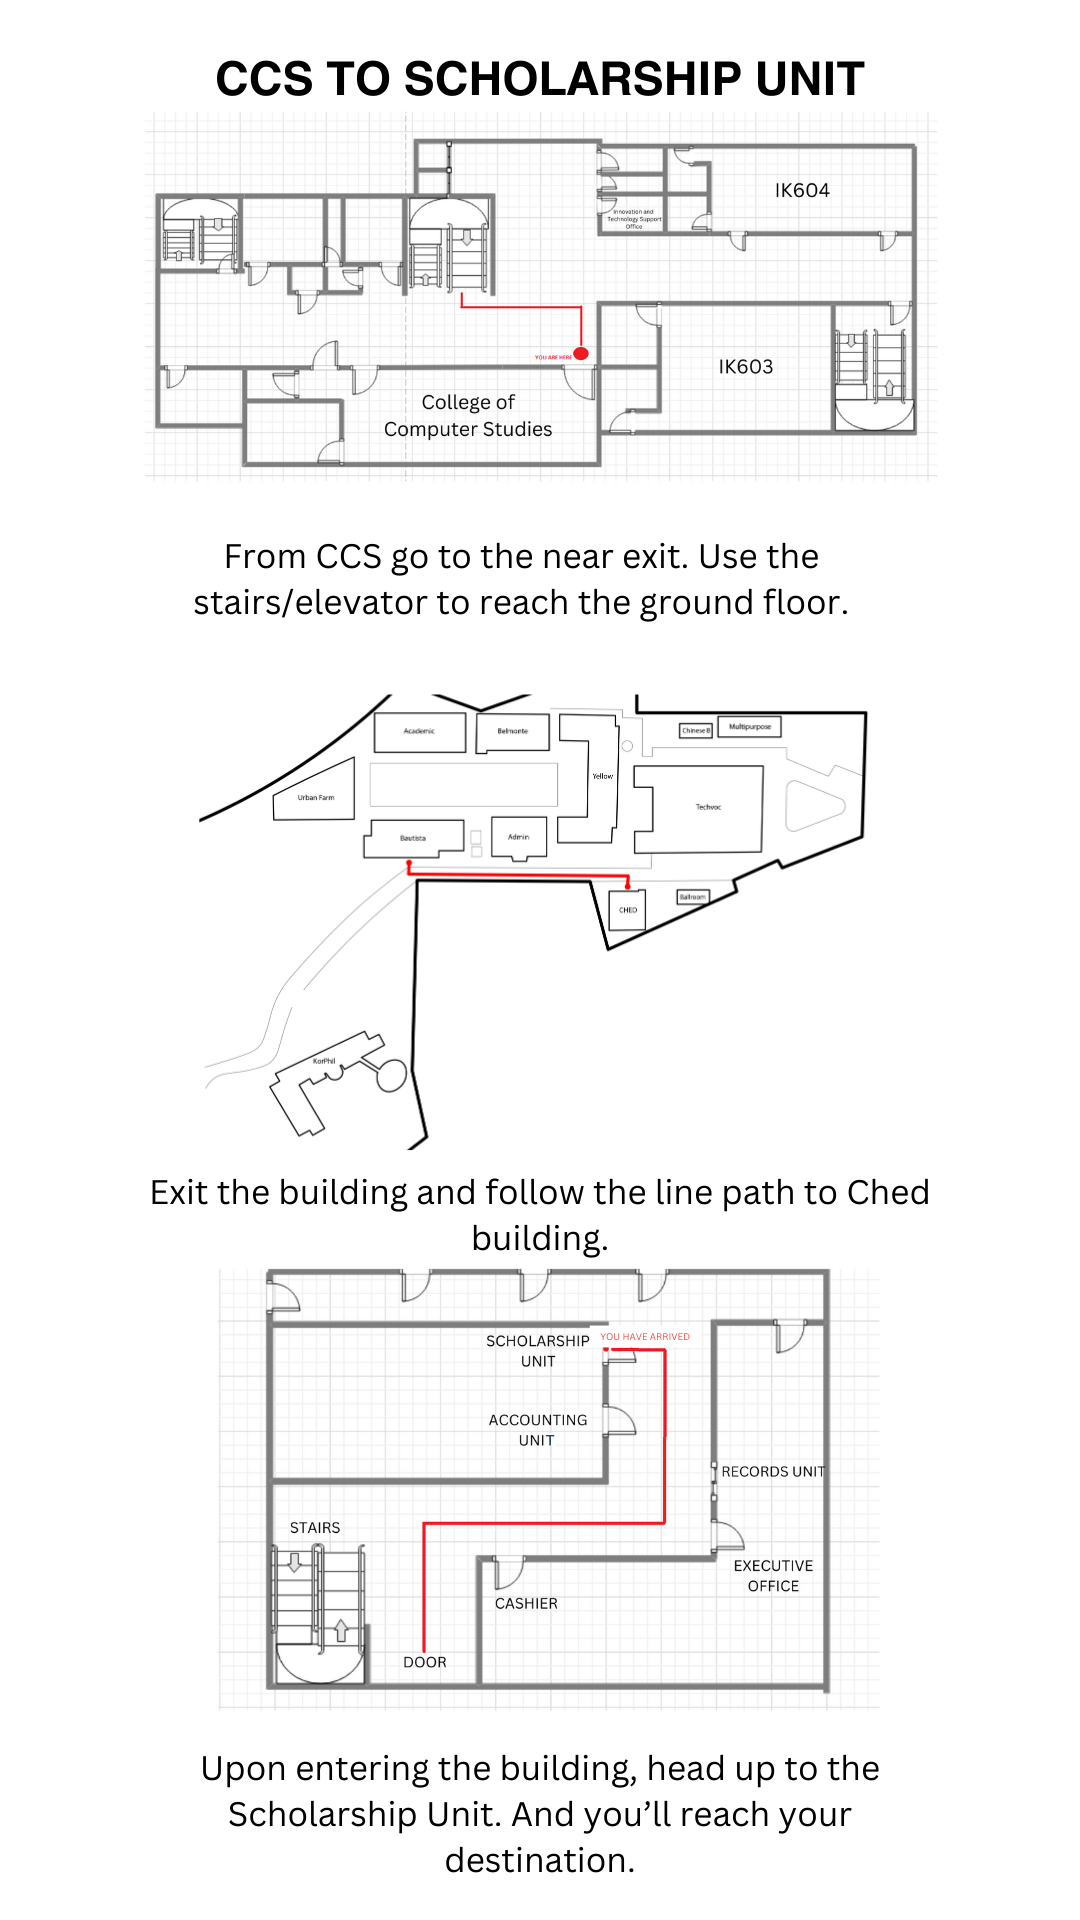 CCS TO SCHOLARSHIP UNIT
IK604
Innovation and
Technology Support
Office
YOU ARE HERE
IK603
College of
Computer Studies
From CCS go to the near exit. Use the
stairs/elevator to reach the ground floor.
Academic
Belmonte
Chinese B
Multipurpose
Yellow
Urban Farm
Techvoc
Bautista
Admin
CHED
Ballroom
KorPhil
Exit the building and follow the line path to Ched
building.
SCHOLARSHIP
UNIT
YOU HAVE ARRIVED
ACCOUNTING
UNIT
RECORDS UNIT
STAIRS
EXECUTIVE
OFFICE
CASHIER
DOOR
Upon entering the building, head up to the
Scholarship Unit. And you’ll reach your
destination.